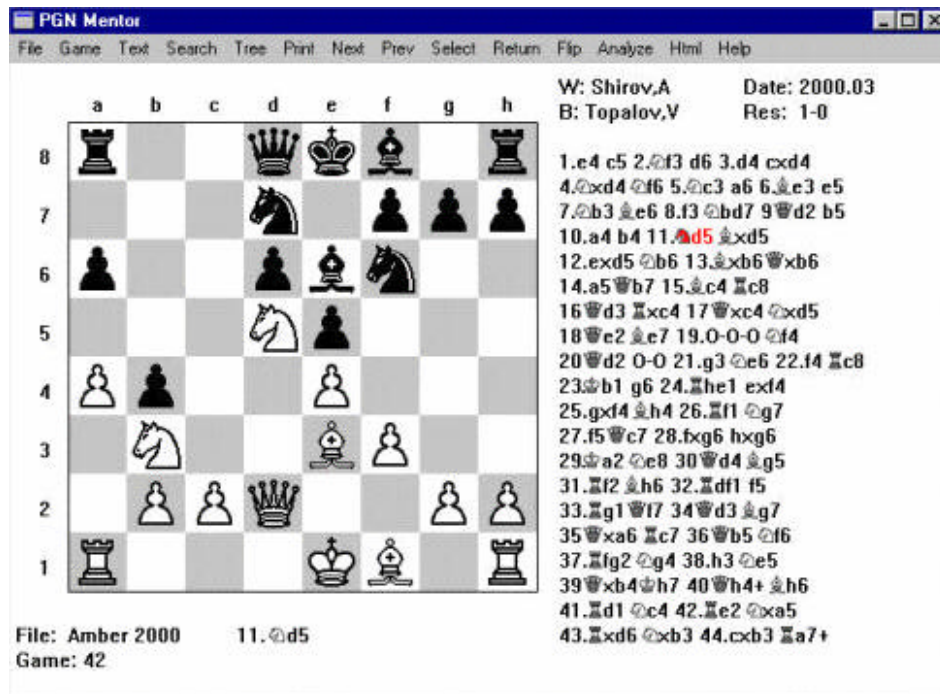 PGN Mentor
File Game Text Search Tree Print Next Prev Select Return Flip Analyze Html Help
W: Shirov,A Date: 2000.03
B: Topalov,V Res: 1-0
a b c d e f g h
8
7
6
5
4
3
2
1
1.e4 c5 2.♘f3 d6 3.d4 cxd4
4.♘xd4 ♘f6 5.♘c3 a6 6.♗e3 e5
7.♘b3 ♗e6 8.f3 ♘bd7 9♕d2 b5
10.a4 b4 11.♞d5 ♗xd5
12.exd5 ♘b6 13.♗xb6♕xb6
14.a5♕b7 15.♗c4 ♖c8
16♕d3 ♖xc4 17♕xc4 ♘xd5
18♕e2 ♗e7 19.O-O-O ♘f4
20♕d2 O-O 21.g3 ♘e6 22.f4 ♖c8
23.♔b1 g6 24.♖he1 exf4
25.gxf4 ♗h4 26.♖f1 ♘g7
27.f5♕c7 28.fxg6 hxg6
29.♔a2 ♘e8 30♕d4 ♗g5
31.♖f2 ♗h6 32.♖df1 f5
33.♖g1♕f7 34♕d3 ♗g7
35♕xa6 ♖c7 36♕b5 ♘f6
37.♖fg2 ♘g4 38.h3 ♘e5
39♕xb4♔h7 40♕h4+ ♗h6
41.♖d1 ♘c4 42.♖e2 ♘xa5
43.♖xd6 ♘xb3 44.cxb3 ♖a7+
File: Amber 2000 11.♘d5
Game: 42